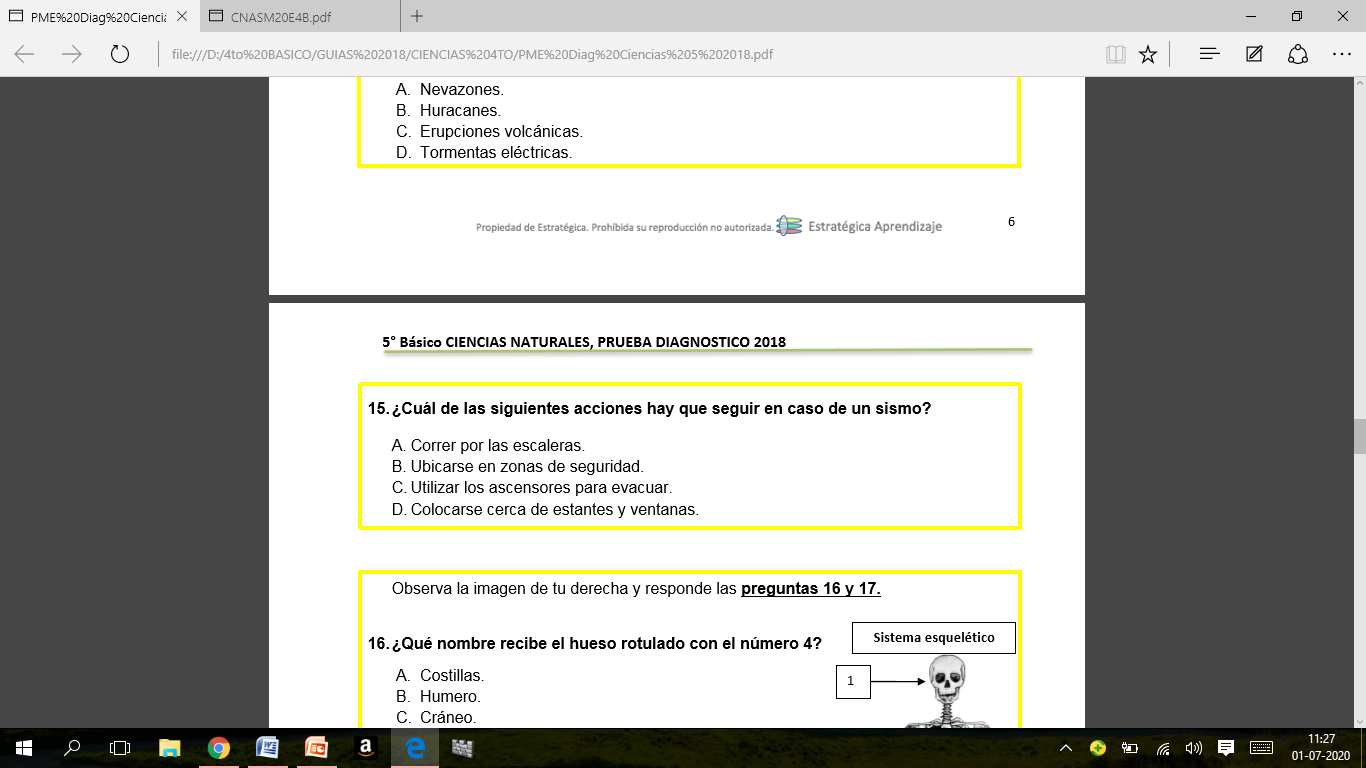 PME%20Diag%20Ciencia
CNASM20E4B.pdf
file:///D:/4to%20BASICO/GUIAS%202018/CIENCIAS%204TO/PME%20Diag%20Ciencias%205%202018.pdf
A. Nevazones.
B. Huracanes.
C. Erupciones volcánicas.
D. Tormentas eléctricas.
Propiedad de Estratégica. Prohíbida su reproducción no autorizada. Estratégica Aprendizaje
6
5° Básico CIENCIAS NATURALES, PRUEBA DIAGNOSTICO 2018
15. ¿Cuál de las siguientes acciones hay que seguir en caso de un sismo?
A. Correr por las escaleras.
B. Ubicarse en zonas de seguridad.
C. Utilizar los ascensores para evacuar.
D. Colocarse cerca de estantes y ventanas.
Observa la imagen de tu derecha y responde las preguntas 16 y 17.
16. ¿Qué nombre recibe el hueso rotulado con el número 4?
Sistema esquelético
A. Costillas.
1
B. Humero.
C. Cráneo.
11:27
01-07-2020